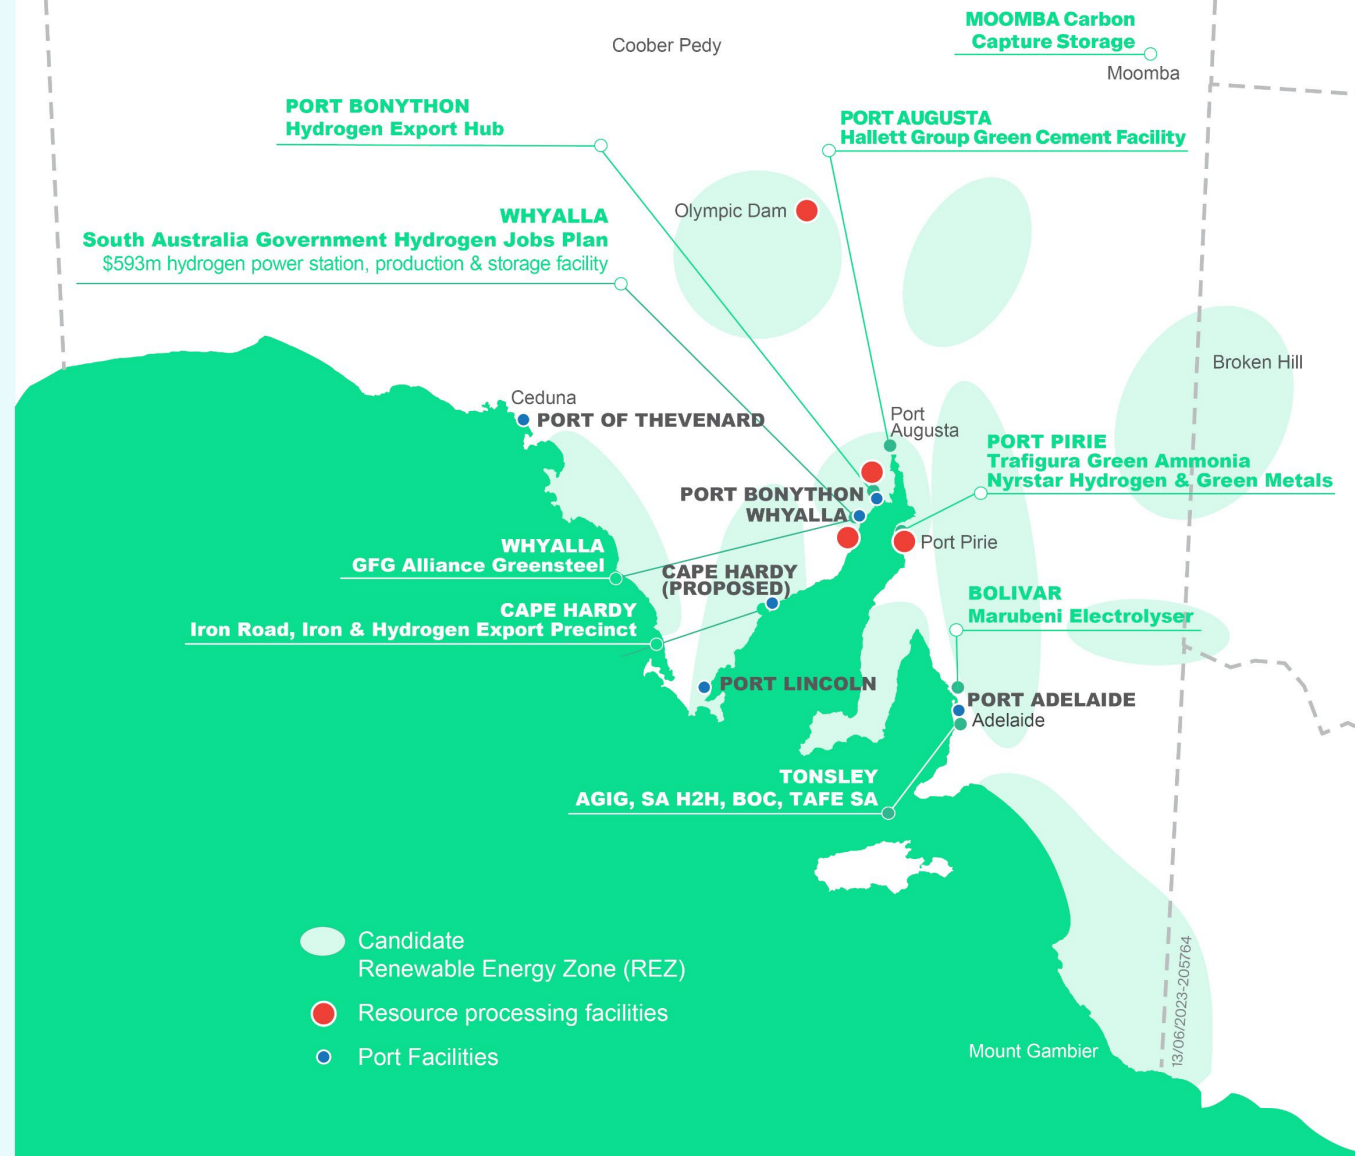 MOOMBA Carbon
Capture Storage
Coober Pedy
Moomba
PORT BONYTHON
Hydrogen Export Hub
PORT AUGUSTA
Hallett Group Green Cement Facility
Olympic Dam
WHYALLA
South Australia Government Hydrogen Jobs Plan
$593m hydrogen power station, production & storage facility
Broken Hill
Ceduna
PORT OF THEVENARD
Port
Augusta
PORT PIRIE
Trafigura Green Ammonia
Nyrstar Hydrogen & Green Metals
PORT BONYTHON
WHYALLA
Port Pirie
WHYALLA
GFG Alliance Greensteel
CAPE HARDY
(PROPOSED)
BOLIVAR
Marubeni Electrolyser
CAPE HARDY
Iron Road, Iron & Hydrogen Export Precinct
PORT LINCOLN
PORT ADELAIDE
Adelaide
TONSLEY
AGIG, SA H2H, BOC, TAFE SA
Candidate
Renewable Energy Zone (REZ)
Resource processing facilities
Port Facilities
Mount Gambier
13/06/2023-205764